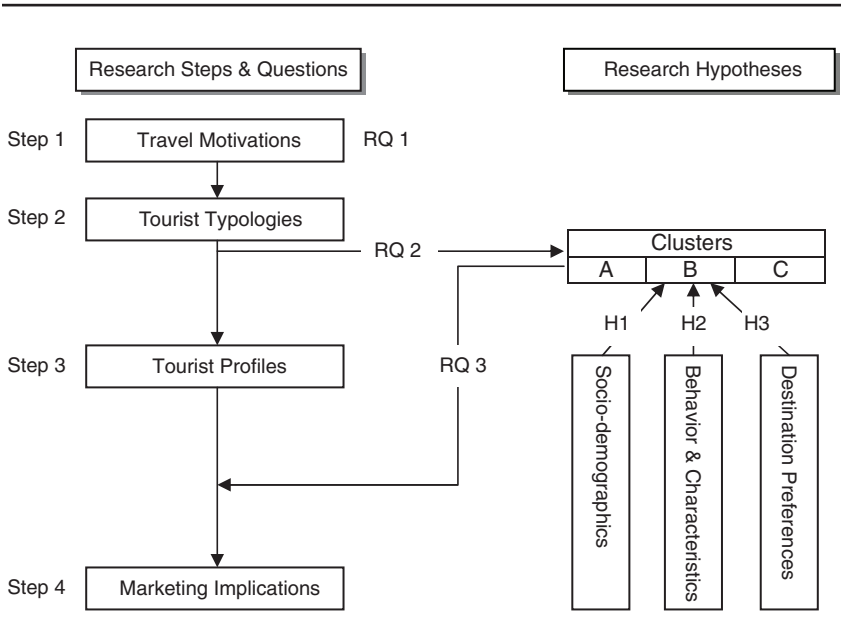 Research Steps & Questions
Research Hypotheses
Step 1
Travel Motivations
RQ 1
Step 2
Tourist Typologies
RQ 2
Clusters
A
B
C
H1
H2
H3
Step 3
Tourist Profiles
RQ 3
Socio-demographics
Behavior & Characteristics
Destination Preferences
Step 4
Marketing Implications